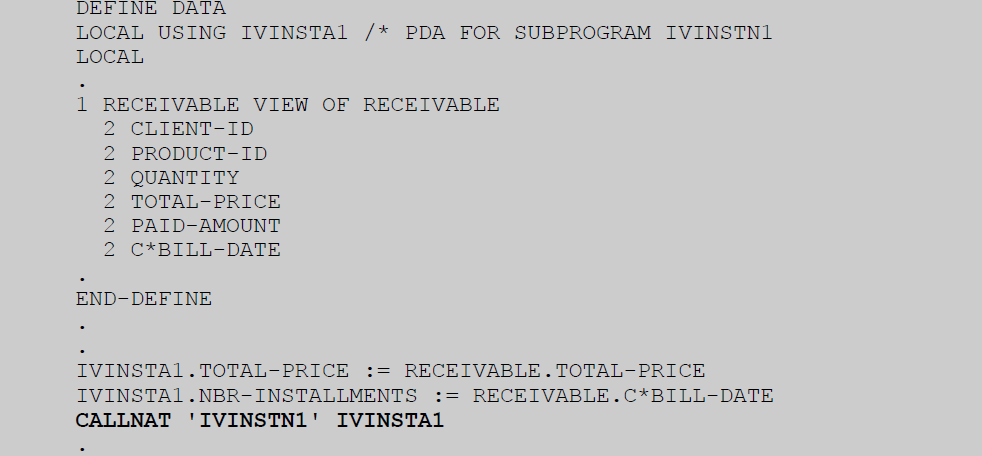 DEFINE DATA
LOCAL USING IVINSTA1 /* PDA FOR SUBPROGRAM IVINSTN1
LOCAL
.
1 RECEIVABLE VIEW OF RECEIVABLE
2 CLIENT-ID
2 PRODUCT-ID
2 QUANTITY
2 TOTAL-PRICE
2 PAID-AMOUNT
2 C*BILL-DATE
.
END-DEFINE
.
.
IVINSTA1.TOTAL-PRICE := RECEIVABLE.TOTAL-PRICE
IVINSTA1.NBR-INSTALLMENTS := RECEIVABLE.C*BILL-DATE
CALLNAT 'IVINSTN1' IVINSTA1
.